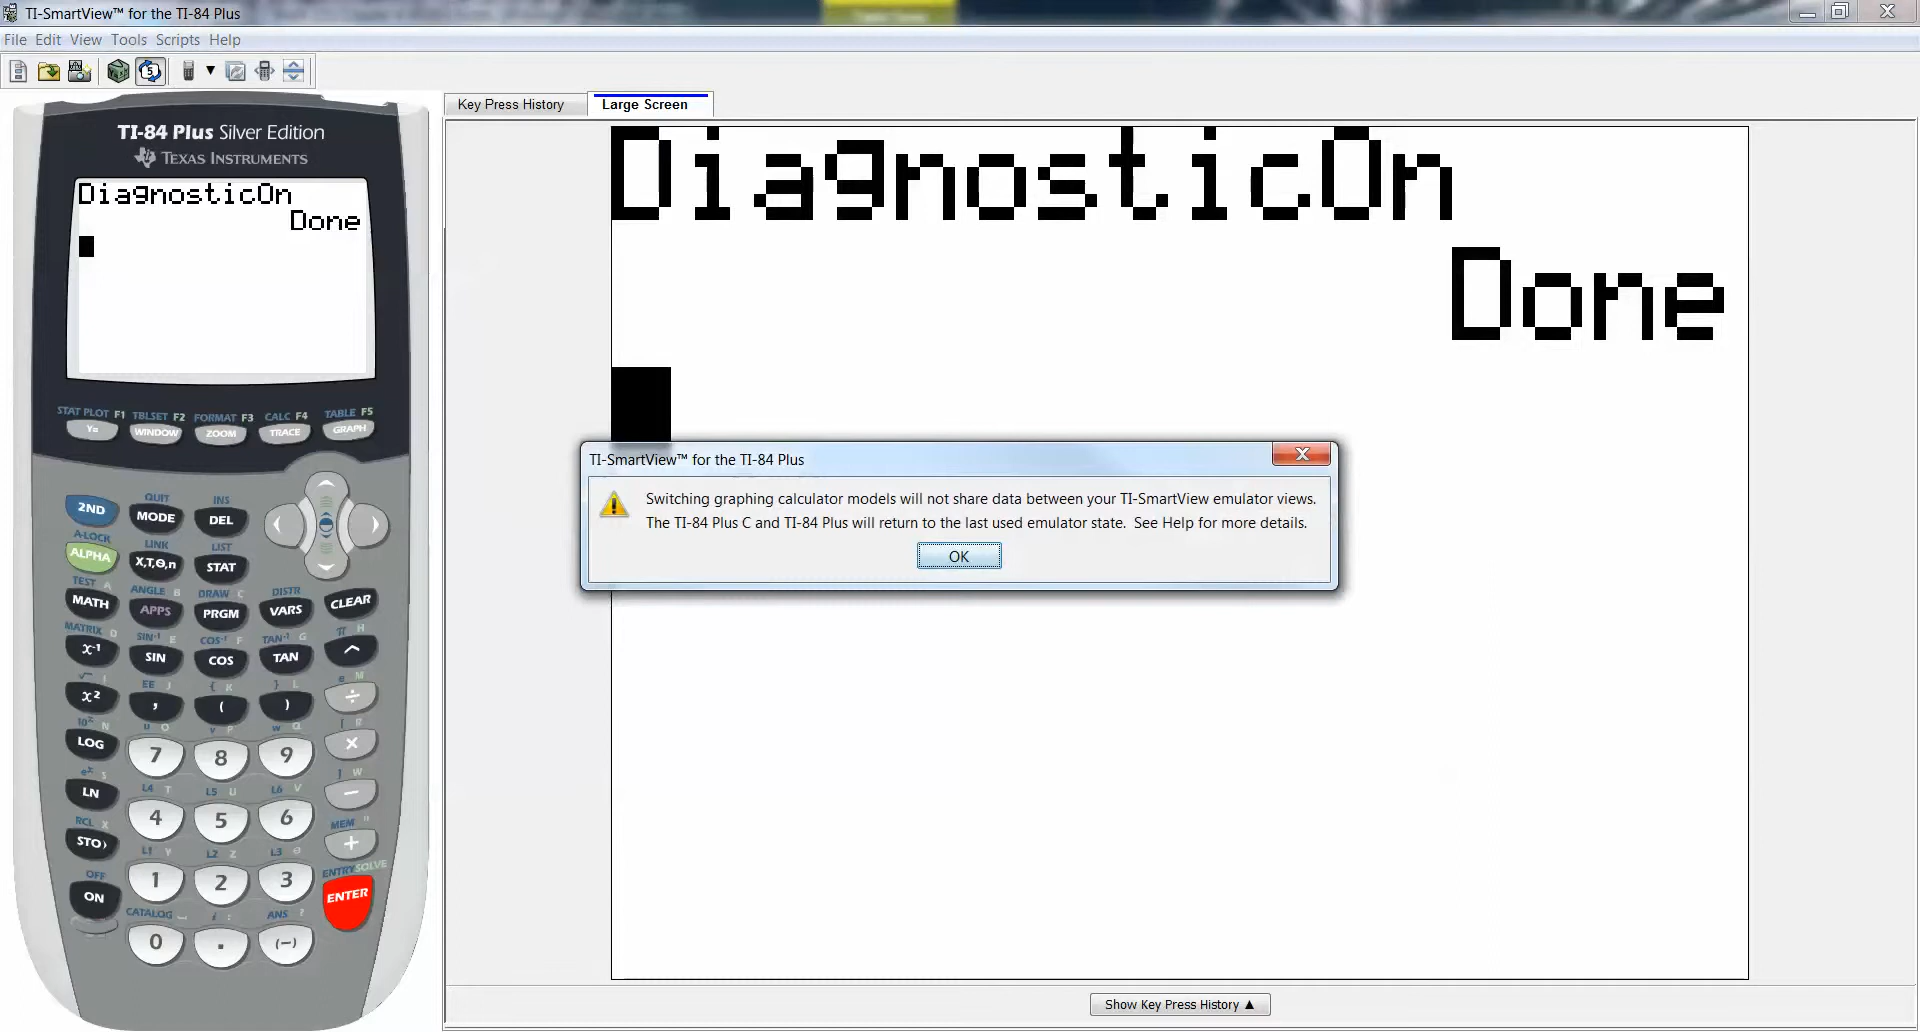 TI-SmartView™ for the TI-84 Plus
File Edit View Tools Scripts Help
Key Press History
Large Screen
TI-84 Plus Silver Edition
TEXAS INSTRUMENTS
DiagnosticOn
Done
STAT PLOT F1 TBLSET F2 FORMAT F3 CALC F4 TABLE F5
Y= WINDOW ZOOM TRACE GRAPH
QUIT INS
2ND MODE DEL
A-LOCK LINK LIST
ALPHA X,T,Θ,n STAT
TEST A ANGLE B DRAW C DISTR
MATH APPS PRGM VARS CLEAR
MATRIX D SIN⁻¹ E COS⁻¹ F TAN⁻¹ G π H
x⁻¹ SIN COS TAN ^
√ I EE J { K } L e M
x² , ( ) ÷
10ˣ N u O v P w Q [ R
LOG 7 8 9 ×
eˣ S L4 T L5 U L6 V ] W
LN 4 5 6 −
RCL X L1 Y L2 Z L3 θ MEM "
STO› 1 2 3 +
OFF CATALOG ⎵ i : ANS ? ENTRY SOLVE
ON 0 . (−) ENTER
DiagnosticOn
Done
TI-SmartView™ for the TI-84 Plus
X
Switching graphing calculator models will not share data between your TI-SmartView emulator views.
The TI-84 Plus C and TI-84 Plus will return to the last used emulator state. See Help for more details.
OK
Show Key Press History ▲